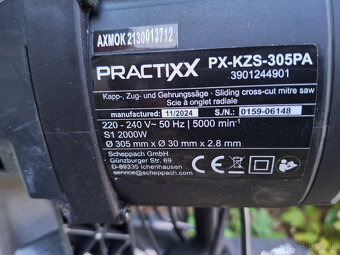 AXMOK 2130013712
PRACTIXX PX-KZS-305PA
3901244901
Kapp-, Zug- und Gehrungssäge - Sliding cross-cut mitre saw
Scie à onglet radiale
manufactured: 11/2024 S./N.: 0159-06148
220 - 240 V~ 50 Hz | 5000 min⁻¹
S1 2000W
Ø 305 mm x Ø 30 mm x 2.8 mm
Scheppach GmbH
Günzburger Str. 69
D-89335 Ichenhausen
service@scheppach.com